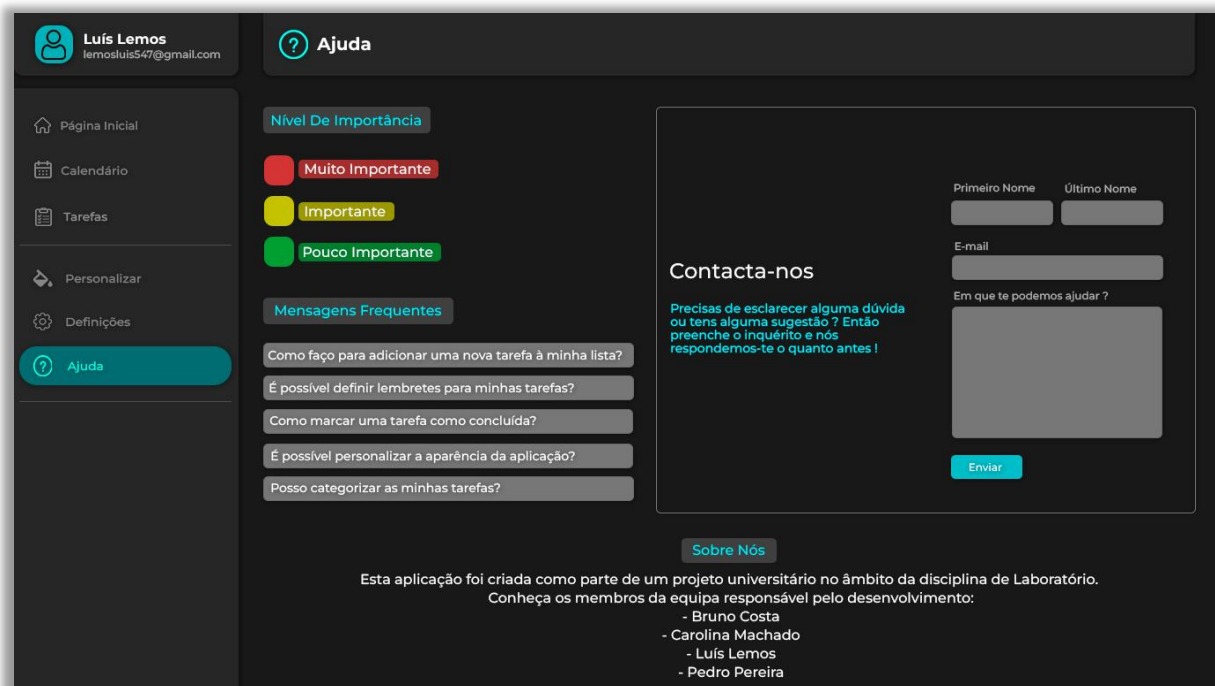 Luís Lemos
lemosluis547@gmail.com
Página Inicial
Calendário
Tarefas
Personalizar
Definições
Ajuda
Ajuda
Nível De Importância
Muito Importante
Importante
Pouco Importante
Mensagens Frequentes
Como faço para adicionar uma nova tarefa à minha lista?
É possível definir lembretes para minhas tarefas?
Como marcar uma tarefa como concluída?
É possível personalizar a aparência da aplicação?
Posso categorizar as minhas tarefas?
Contacta-nos
Precisas de esclarecer alguma dúvida
ou tens alguma sugestão ? Então
preenche o inquérito e nós
respondemos-te o quanto antes !
Primeiro Nome
Último Nome
E-mail
Em que te podemos ajudar ?
Enviar
Sobre Nós
Esta aplicação foi criada como parte de um projeto universitário no âmbito da disciplina de Laboratório.
Conheça os membros da equipa responsável pelo desenvolvimento:
- Bruno Costa
- Carolina Machado
- Luís Lemos
- Pedro Pereira